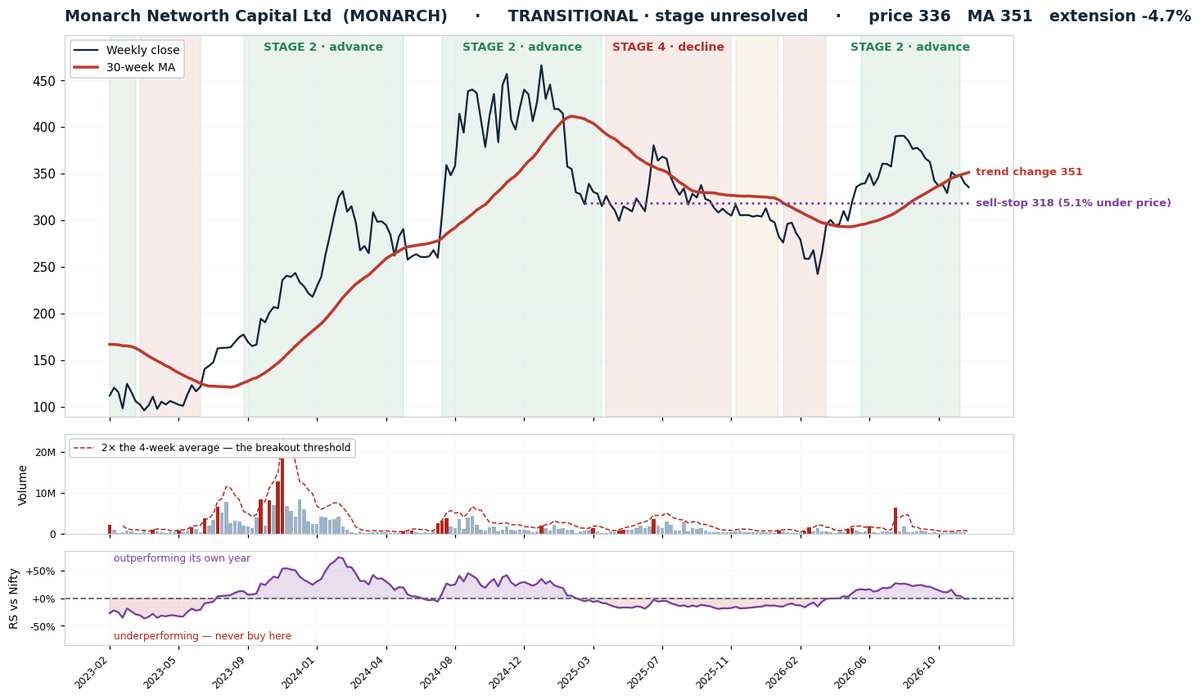 Monarch Networth Capital Ltd (MONARCH) · TRANSITIONAL · stage unresolved · price 336 MA 351 extension -4.7%
Weekly close
30-week MA
STAGE 2 · advance
STAGE 2 · advance
STAGE 4 · decline
STAGE 2 · advance
450
400
350
300
250
200
150
100
trend change 351
sell-stop 318 (5.1% under price)
2× the 4-week average — the breakout threshold
Volume
20M
10M
0
outperforming its own year
RS vs Nifty
+50%
+0%
-50%
underperforming — never buy here
2023-02
2023-05
2023-09
2024-01
2024-04
2024-08
2024-12
2025-03
2025-07
2025-11
2026-02
2026-06
2026-10